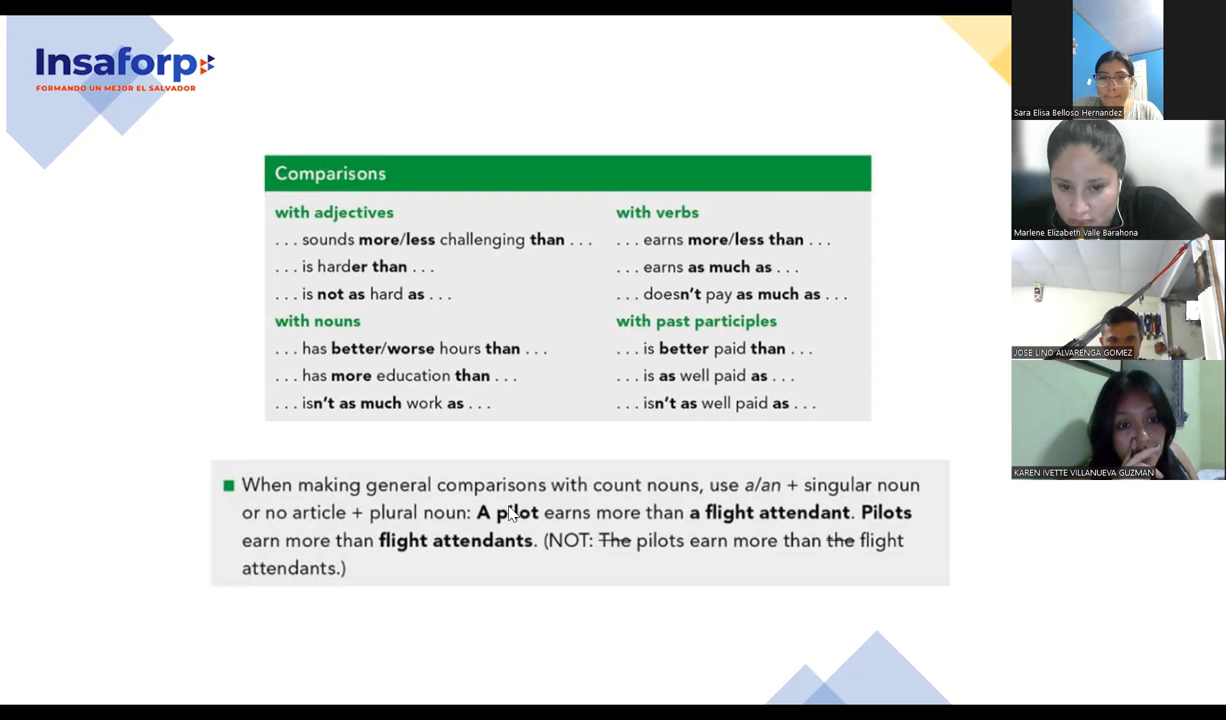 Insaforp
FORMANDO UN MEJOR EL SALVADOR
Comparisons
with adjectives
. . . sounds more/less challenging than . . .
. . . is harder than . . .
. . . is not as hard as . . .
with nouns
. . . has better/worse hours than . . .
. . . has more education than . . .
. . . isn't as much work as . . .
with verbs
. . . earns more/less than . . .
. . . earns as much as . . .
. . . doesn't pay as much as . . .
with past participles
. . . is better paid than . . .
. . . is as well paid as . . .
. . . isn't as well paid as . . .
When making general comparisons with count nouns, use a/an + singular noun
or no article + plural noun: A pilot earns more than a flight attendant. Pilots
earn more than flight attendants. (NOT: The pilots earn more than the flight
attendants.)
Sara Elisa Belloso Hernandez
Marlene Elizabeth Valle Barahona
JOSE LINO ALVARENGA GOMEZ
KAREN IVETTE VILLANUEVA GUZMAN